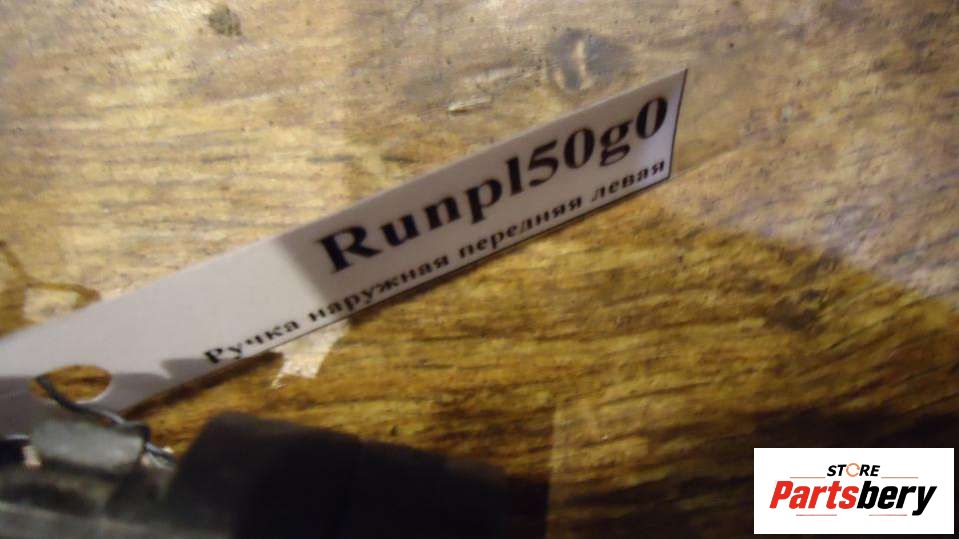 Runpl50g0
Ручка наружная передняя левая
STORE
Partsbery